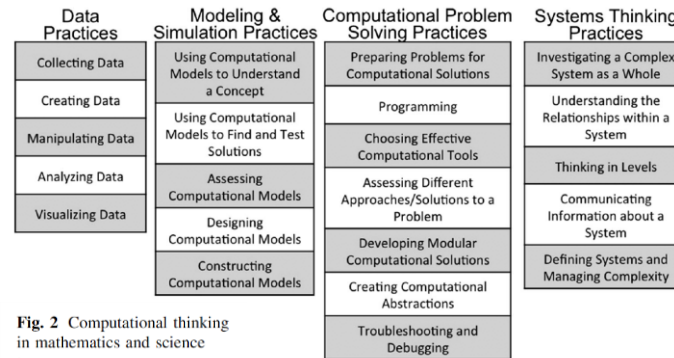 Data
Practices
Collecting Data
Creating Data
Manipulating Data
Analyzing Data
Visualizing Data
Modeling &
Simulation Practices
Using Computational
Models to Understand
a Concept
Using Computational
Models to Find and Test
Solutions
Assessing
Computational Models
Designing
Computational Models
Constructing
Computational Models
Computational Problem
Solving Practices
Preparing Problems for
Computational Solutions
Programming
Choosing Effective
Computational Tools
Assessing Different
Approaches/Solutions to a
Problem
Developing Modular
Computational Solutions
Creating Computational
Abstractions
Troubleshooting and
Debugging
Systems Thinking
Practices
Investigating a Complex
System as a Whole
Understanding the
Relationships within a
System
Thinking in Levels
Communicating
Information about a
System
Defining Systems and
Managing Complexity
Fig. 2 Computational thinking
in mathematics and science